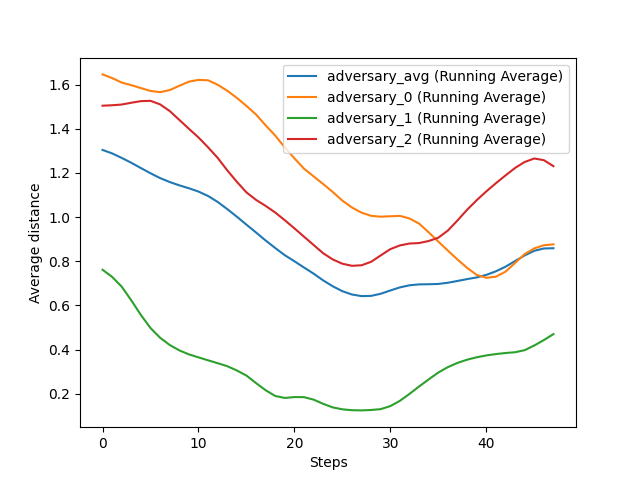 adversary_avg (Running Average)
adversary_0 (Running Average)
adversary_1 (Running Average)
adversary_2 (Running Average)
1.6
1.4
1.2
1.0
0.8
0.6
0.4
0.2
Average distance
0 10 20 30 40
Steps